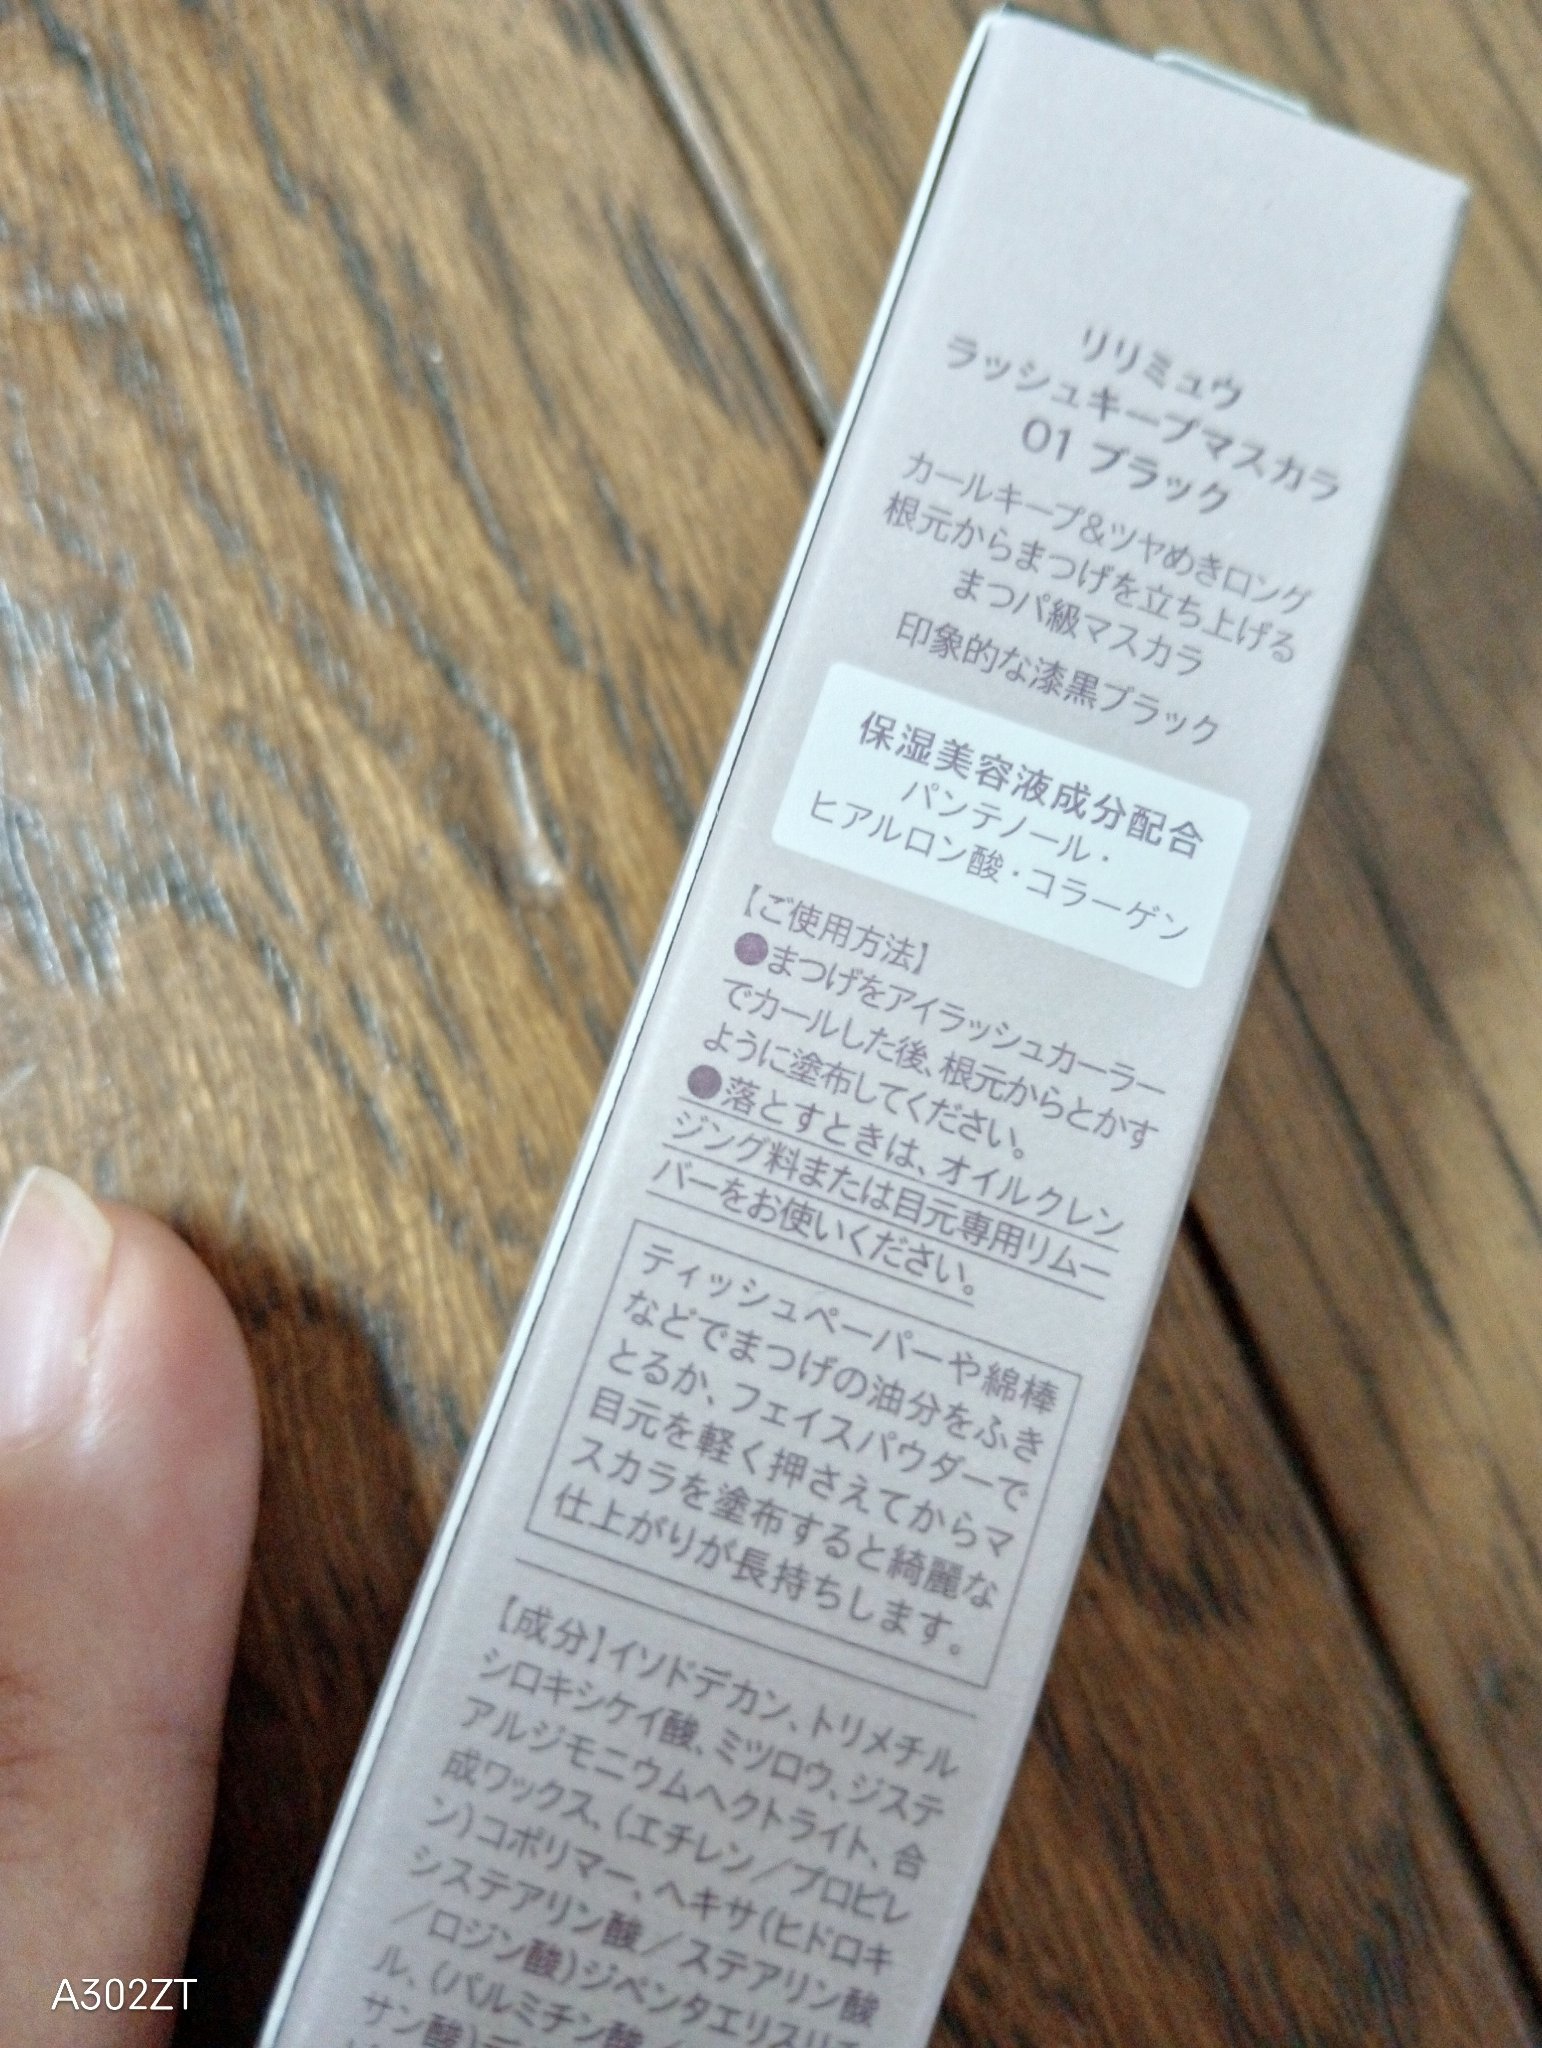 リリミュウ
ラッシュキープマスカラ
01 ブラック
カールキープ&ツヤめきロング
根元からまつげを立ち上げる
まつパ級マスカラ
印象的な漆黒ブラック
保湿美容液成分配合
パンテノール・
ヒアルロン酸・コラーゲン
【ご使用方法】
●まつげをアイラッシュカーラー
でカールした後、根元からとかす
ように塗布してください。
●落とすときは、オイルクレン
ジング料または目元専用リムー
バーをお使いください。
ティッシュペーパーや綿棒
などでまつげの油分をふき
とるか、フェイスパウダーで
目元を軽く押さえてからマ
スカラを塗布すると綺麗な
仕上がりが長持ちします。
【成分】イソドデカン、トリメチル
シロキシケイ酸、ミツロウ、ジステ
アルジモニウムヘクトライト、合
成ワックス、(エチレン/プロピレ
ン)コポリマー、ヘキサ(ヒドロキ
システアリン酸/ステアリン酸
/ロジン酸)ジペンタエリスリチ
ル、(パルミチン酸/
サン酸)デ
A302ZT